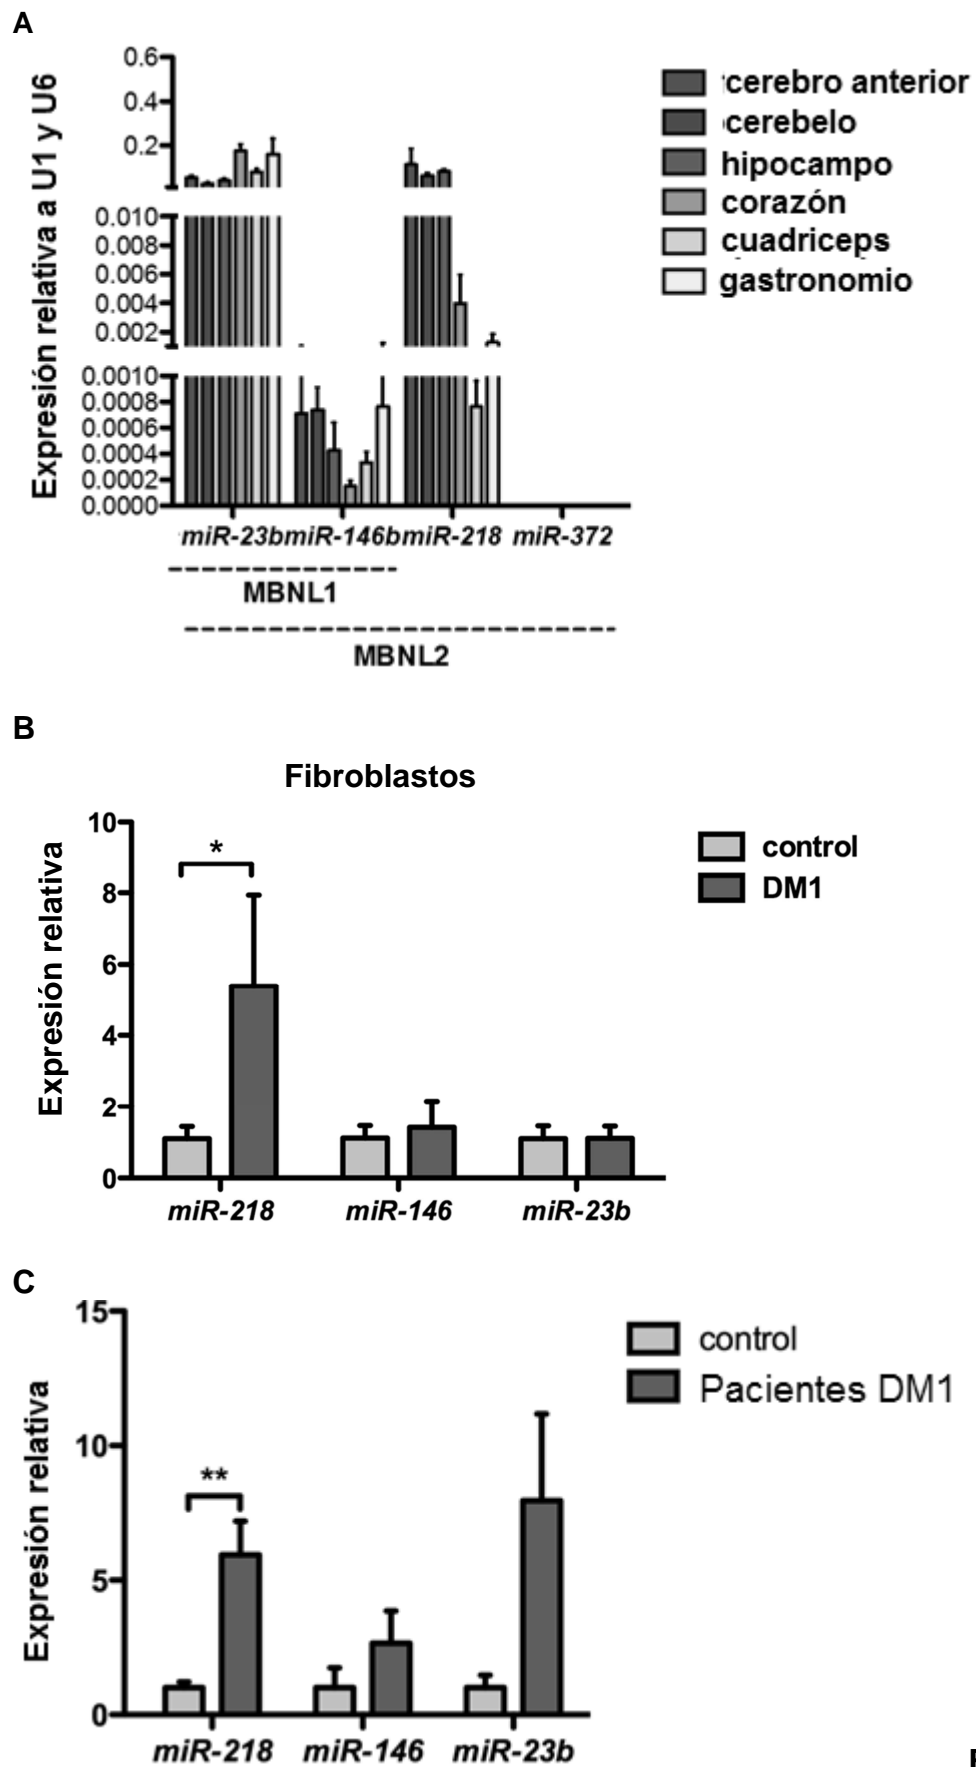 A
Expresión relativa a U1 y U6
0.6
0.4
0.2
0.010
0.008
0.006
0.004
0.002
0.0010
0.0008
0.0006
0.0004
0.0002
0.0000
cerebro anterior
cerebelo
hipocampo
corazón
cuadriceps
gastronomio
miR-23b miR-146b miR-218 miR-372
MBNL1
MBNL2
B
Fibroblastos
Expresión relativa
10
8
6
4
2
0
*
control
DM1
miR-218 miR-146 miR-23b
C
Expresión relativa
15
10
5
0
**
control
Pacientes DM1
miR-218 miR-146 miR-23b